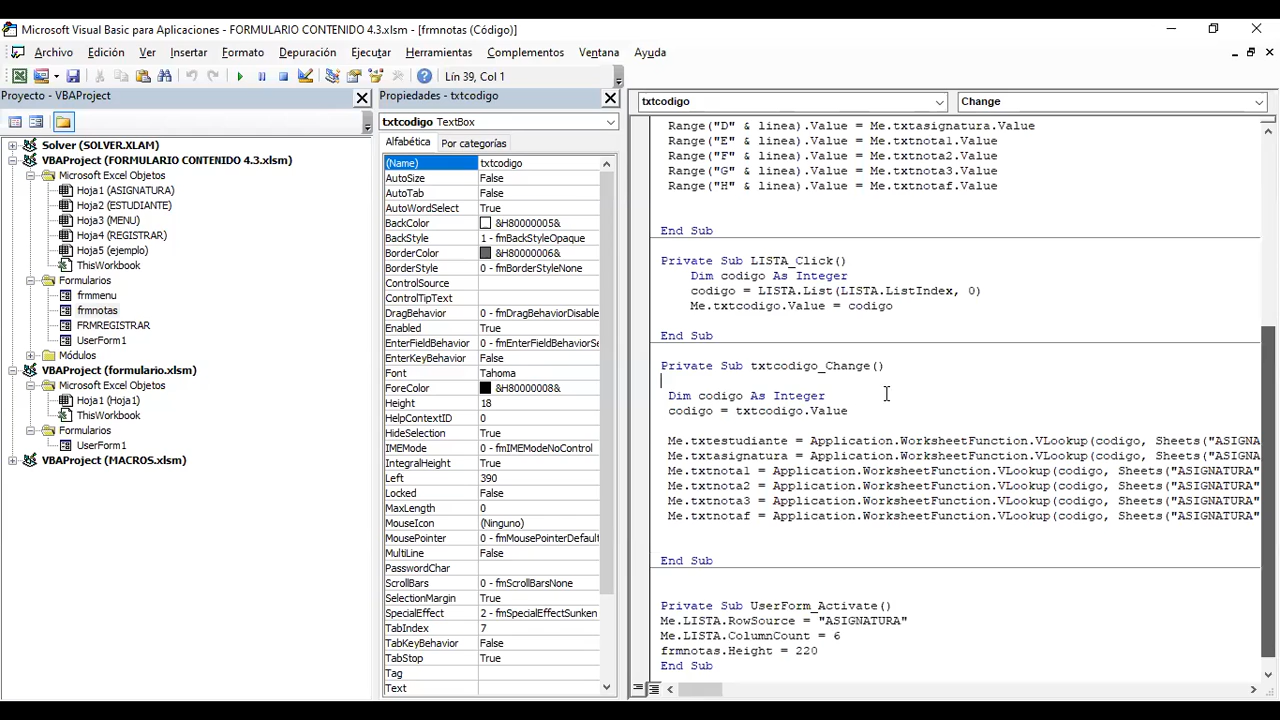 Microsoft Visual Basic para Aplicaciones - FORMULARIO CONTENIDO 4.3.xlsm - [frmnotas (Código)]
Archivo Edición Ver Insertar Formato Depuración Ejecutar Herramientas Complementos Ventana Ayuda
Lín 39, Col 1
Proyecto - VBAProject
Solver (SOLVER.XLAM)
VBAProject (FORMULARIO CONTENIDO 4.3.xlsm)
Microsoft Excel Objetos
Hoja1 (ASIGNATURA)
Hoja2 (ESTUDIANTE)
Hoja3 (MENU)
Hoja4 (REGISTRAR)
Hoja5 (ejemplo)
ThisWorkbook
Formularios
frmmenu
frmnotas
FRMREGISTRAR
UserForm1
Módulos
VBAProject (formulario.xlsm)
Microsoft Excel Objetos
Hoja1 (Hoja1)
ThisWorkbook
Formularios
UserForm1
VBAProject (MACROS.xlsm)
Propiedades - txtcodigo
txtcodigo TextBox
Alfabética Por categorías
(Name) txtcodigo
AutoSize False
AutoTab False
AutoWordSelect True
BackColor &H80000005&
BackStyle 1 - fmBackStyleOpaque
BorderColor &H80000006&
BorderStyle 0 - fmBorderStyleNone
ControlSource
ControlTipText
DragBehavior 0 - fmDragBehaviorDisable
Enabled True
EnterFieldBehavior 0 - fmEnterFieldBehaviorSe
EnterKeyBehavior False
Font Tahoma
ForeColor &H80000008&
Height 18
HelpContextID 0
HideSelection True
IMEMode 0 - fmIMEModeNoControl
IntegralHeight True
Left 390
Locked False
MaxLength 0
MouseIcon (Ninguno)
MousePointer 0 - fmMousePointerDefault
MultiLine False
PasswordChar
ScrollBars 0 - fmScrollBarsNone
SelectionMargin True
SpecialEffect 2 - fmSpecialEffectSunken
TabIndex 7
TabKeyBehavior False
TabStop True
Tag
Text
txtcodigo Change
Range("D" & linea).Value = Me.txtasignatura.Value
Range("E" & linea).Value = Me.txtnota1.Value
Range("F" & linea).Value = Me.txtnota2.Value
Range("G" & linea).Value = Me.txtnota3.Value
Range("H" & linea).Value = Me.txtnotaf.Value
End Sub
Private Sub LISTA_Click()
Dim codigo As Integer
codigo = LISTA.List(LISTA.ListIndex, 0)
Me.txtcodigo.Value = codigo
End Sub
Private Sub txtcodigo_Change()
Dim codigo As Integer
codigo = txtcodigo.Value
Me.txtestudiante = Application.WorksheetFunction.VLookup(codigo, Sheets("ASIGNA
Me.txtasignatura = Application.WorksheetFunction.VLookup(codigo, Sheets("ASIGNA
Me.txtnota1 = Application.WorksheetFunction.VLookup(codigo, Sheets("ASIGNATURA"
Me.txtnota2 = Application.WorksheetFunction.VLookup(codigo, Sheets("ASIGNATURA"
Me.txtnota3 = Application.WorksheetFunction.VLookup(codigo, Sheets("ASIGNATURA"
Me.txtnotaf = Application.WorksheetFunction.VLookup(codigo, Sheets("ASIGNATURA"
End Sub
Private Sub UserForm_Activate()
Me.LISTA.RowSource = "ASIGNATURA"
Me.LISTA.ColumnCount = 6
frmnotas.Height = 220
End Sub